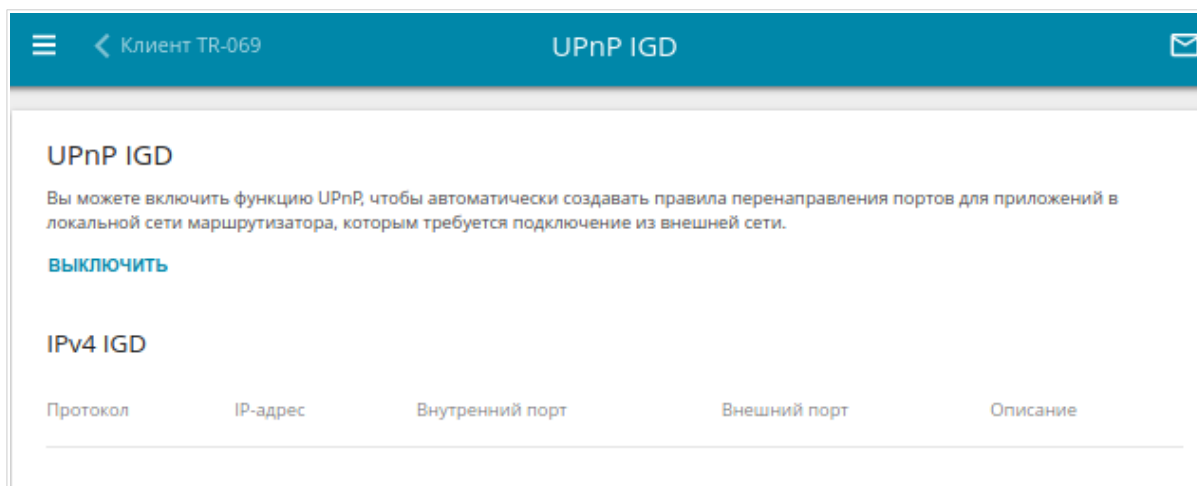 Клиент TR-069
UPnP IGD
UPnP IGD
Вы можете включить функцию UPnP, чтобы автоматически создавать правила перенаправления портов для приложений в
локальной сети маршрутизатора, которым требуется подключение из внешней сети.
ВЫКЛЮЧИТЬ
IPv4 IGD
Протокол IP-адрес Внутренний порт Внешний порт Описание